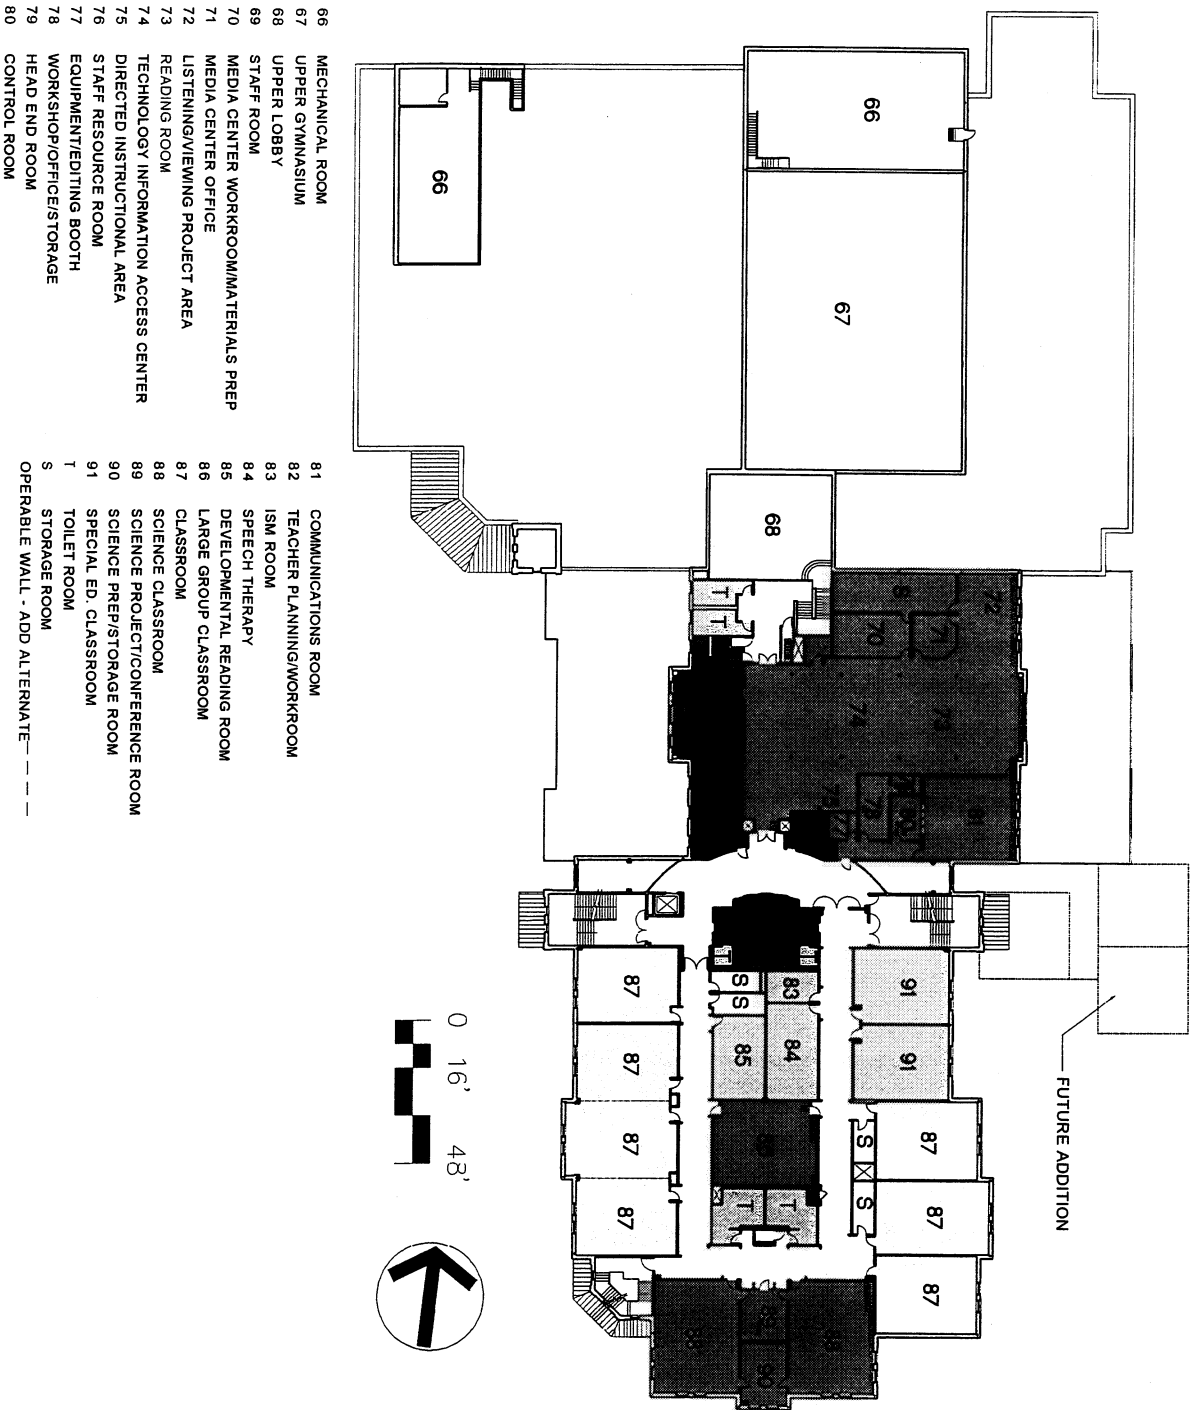 66 MECHANICAL ROOM
67 UPPER GYMNASIUM
68 UPPER LOBBY
69 STAFF ROOM
70 MEDIA CENTER WORKROOM/MATERIALS PREP
71 MEDIA CENTER OFFICE
72 LISTENING/VIEWING PROJECT AREA
73 READING ROOM
74 TECHNOLOGY INFORMATION ACCESS CENTER
75 DIRECTED INSTRUCTIONAL AREA
76 STAFF RESOURCE ROOM
77 EQUIPMENT/EDITING BOOTH
78 WORKSHOP/OFFICE/STORAGE
79 HEAD END ROOM
80 CONTROL ROOM
81 COMMUNICATIONS ROOM
82 TEACHER PLANNING/WORKROOM
83 ISM ROOM
84 SPEECH THERAPY
85 DEVELOPMENTAL READING ROOM
86 LARGE GROUP CLASSROOM
87 CLASSROOM
88 SCIENCE CLASSROOM
89 SCIENCE PROJECT/CONFERENCE ROOM
90 SCIENCE PREP/STORAGE ROOM
91 SPECIAL ED. CLASSROOM
T TOILET ROOM
S STORAGE ROOM
OPERABLE WALL - ADD ALTERNATE
66
66
67
68
T
T
S
72
70
71
74
73
75
77
78
80
81
T
T
87
S
S
83
91
87
85
84
91
87
S
87
87
T
T
S
87
87
88
89
88
90
FUTURE ADDITION
0 16' 48'